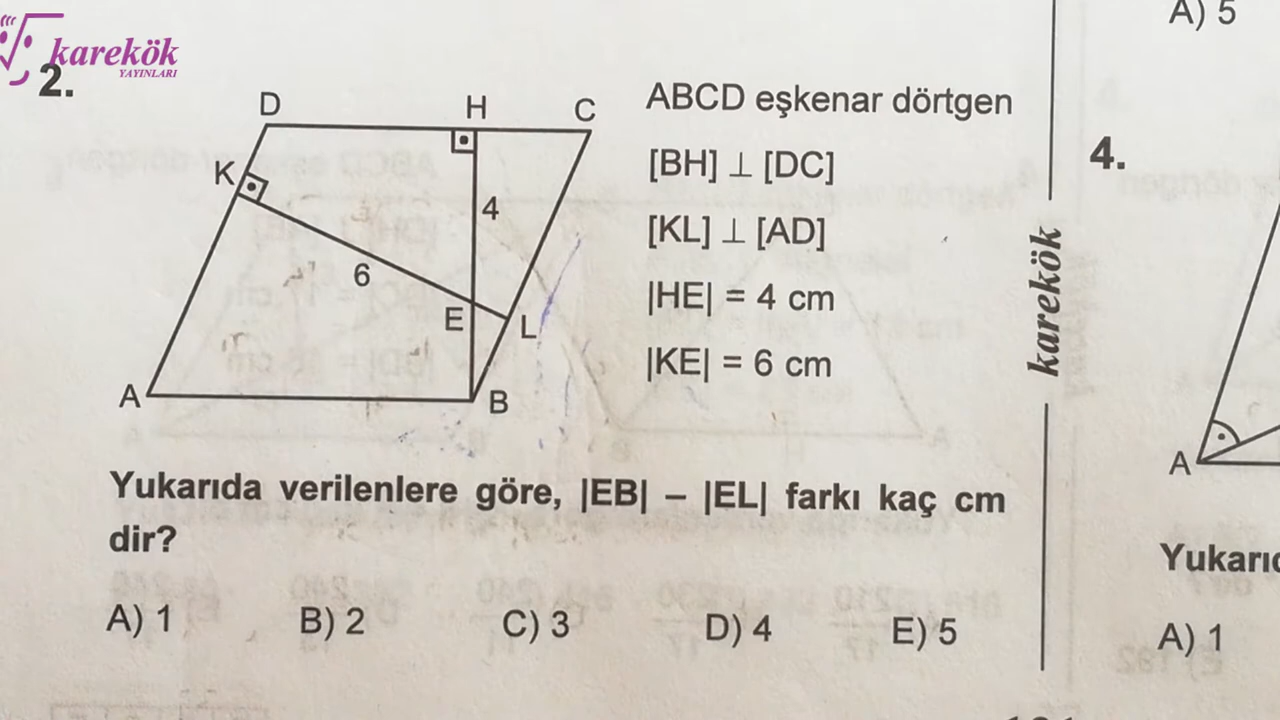 karekök
YAYINLARI
2.
D
H
C
K
4
6
E
L
A
B
ABCD eşkenar dörtgen
[BH] ⊥ [DC]
[KL] ⊥ [AD]
|HE| = 4 cm
|KE| = 6 cm
Yukarıda verilenlere göre, |EB| – |EL| farkı kaç cm
dir?
A) 1 B) 2 C) 3 D) 4 E) 5
karekök
A) 5
4.
A
A) 1